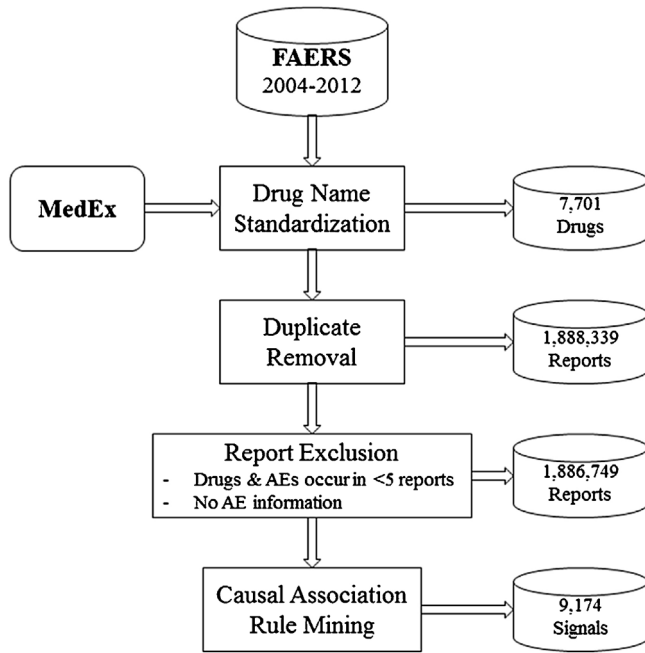 FAERS
2004-2012
MedEx
Drug Name
Standardization
7,701
Drugs
Duplicate
Removal
1,888,339
Reports
Report Exclusion
- Drugs & AEs occur in <5 reports
- No AE information
1,886,749
Reports
Causal Association
Rule Mining
9,174
Signals